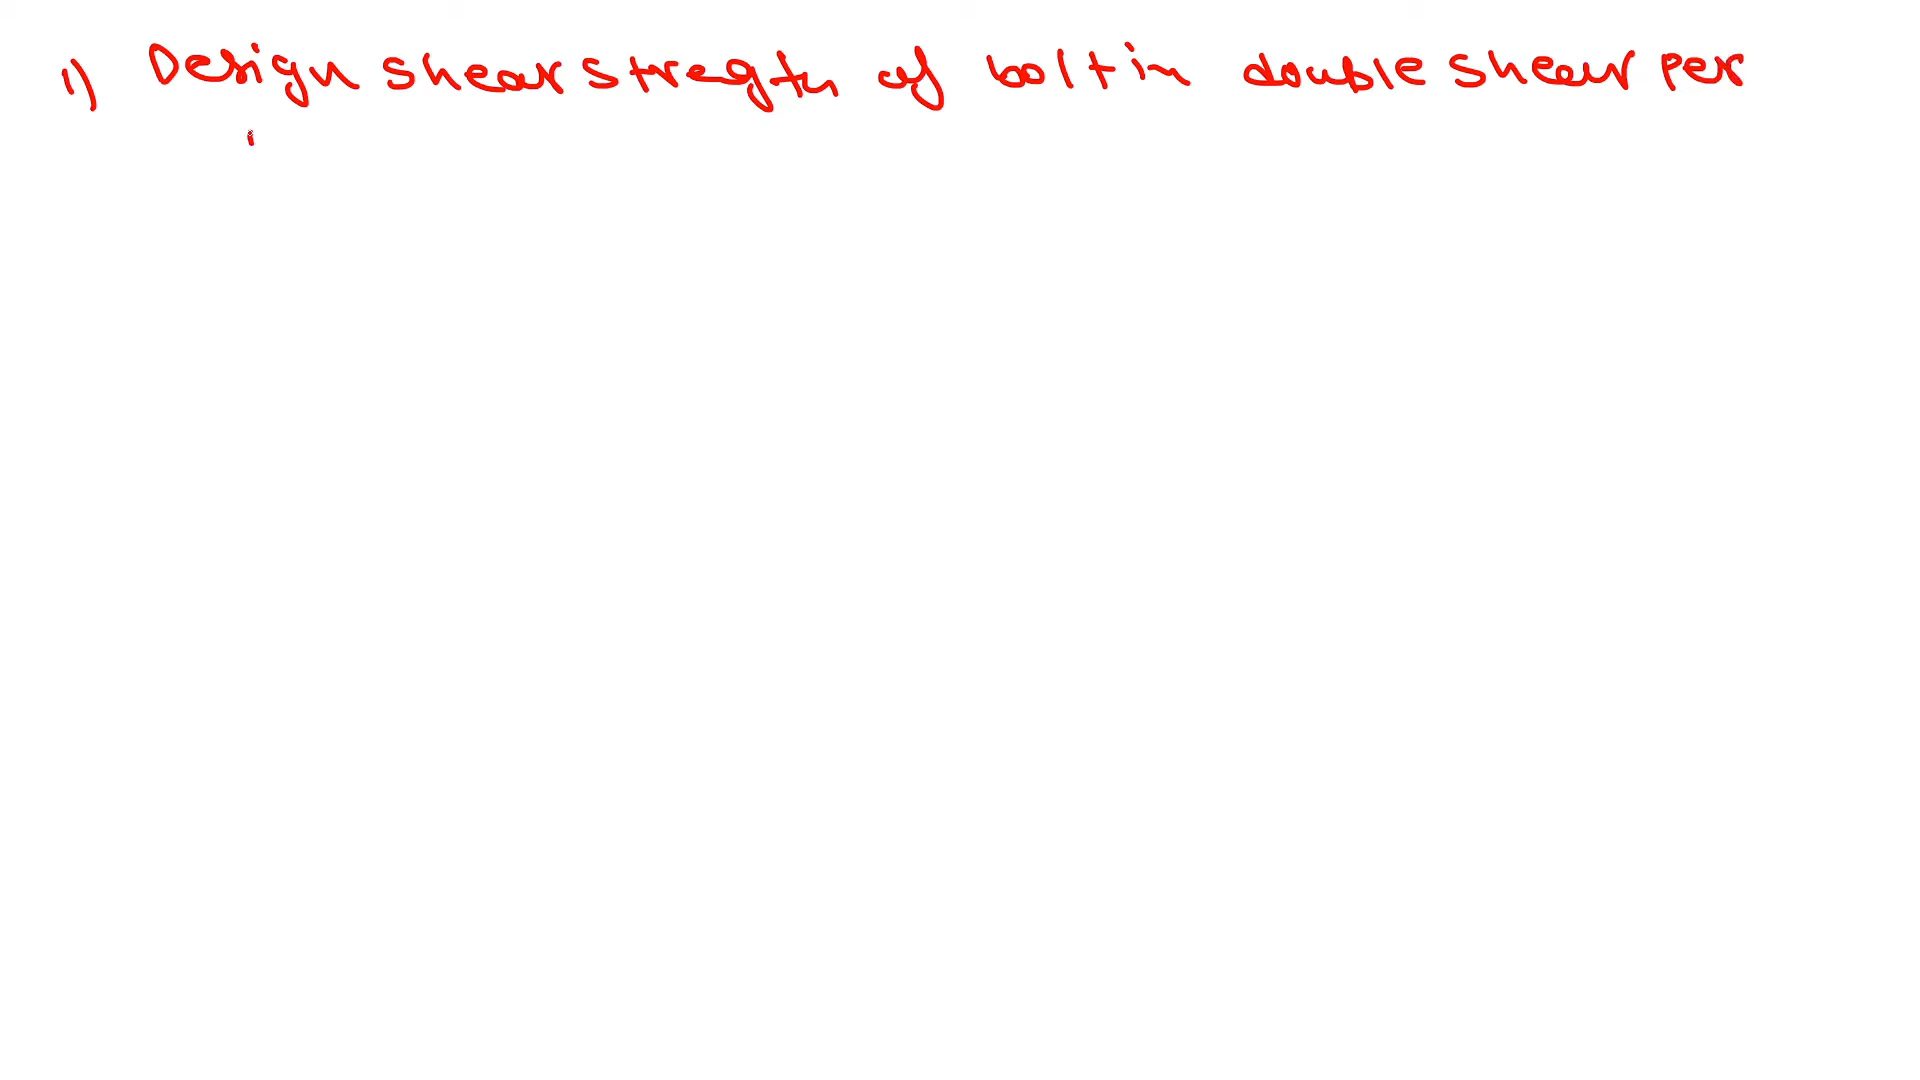 1) Design shear stregth of bolt in double shear per